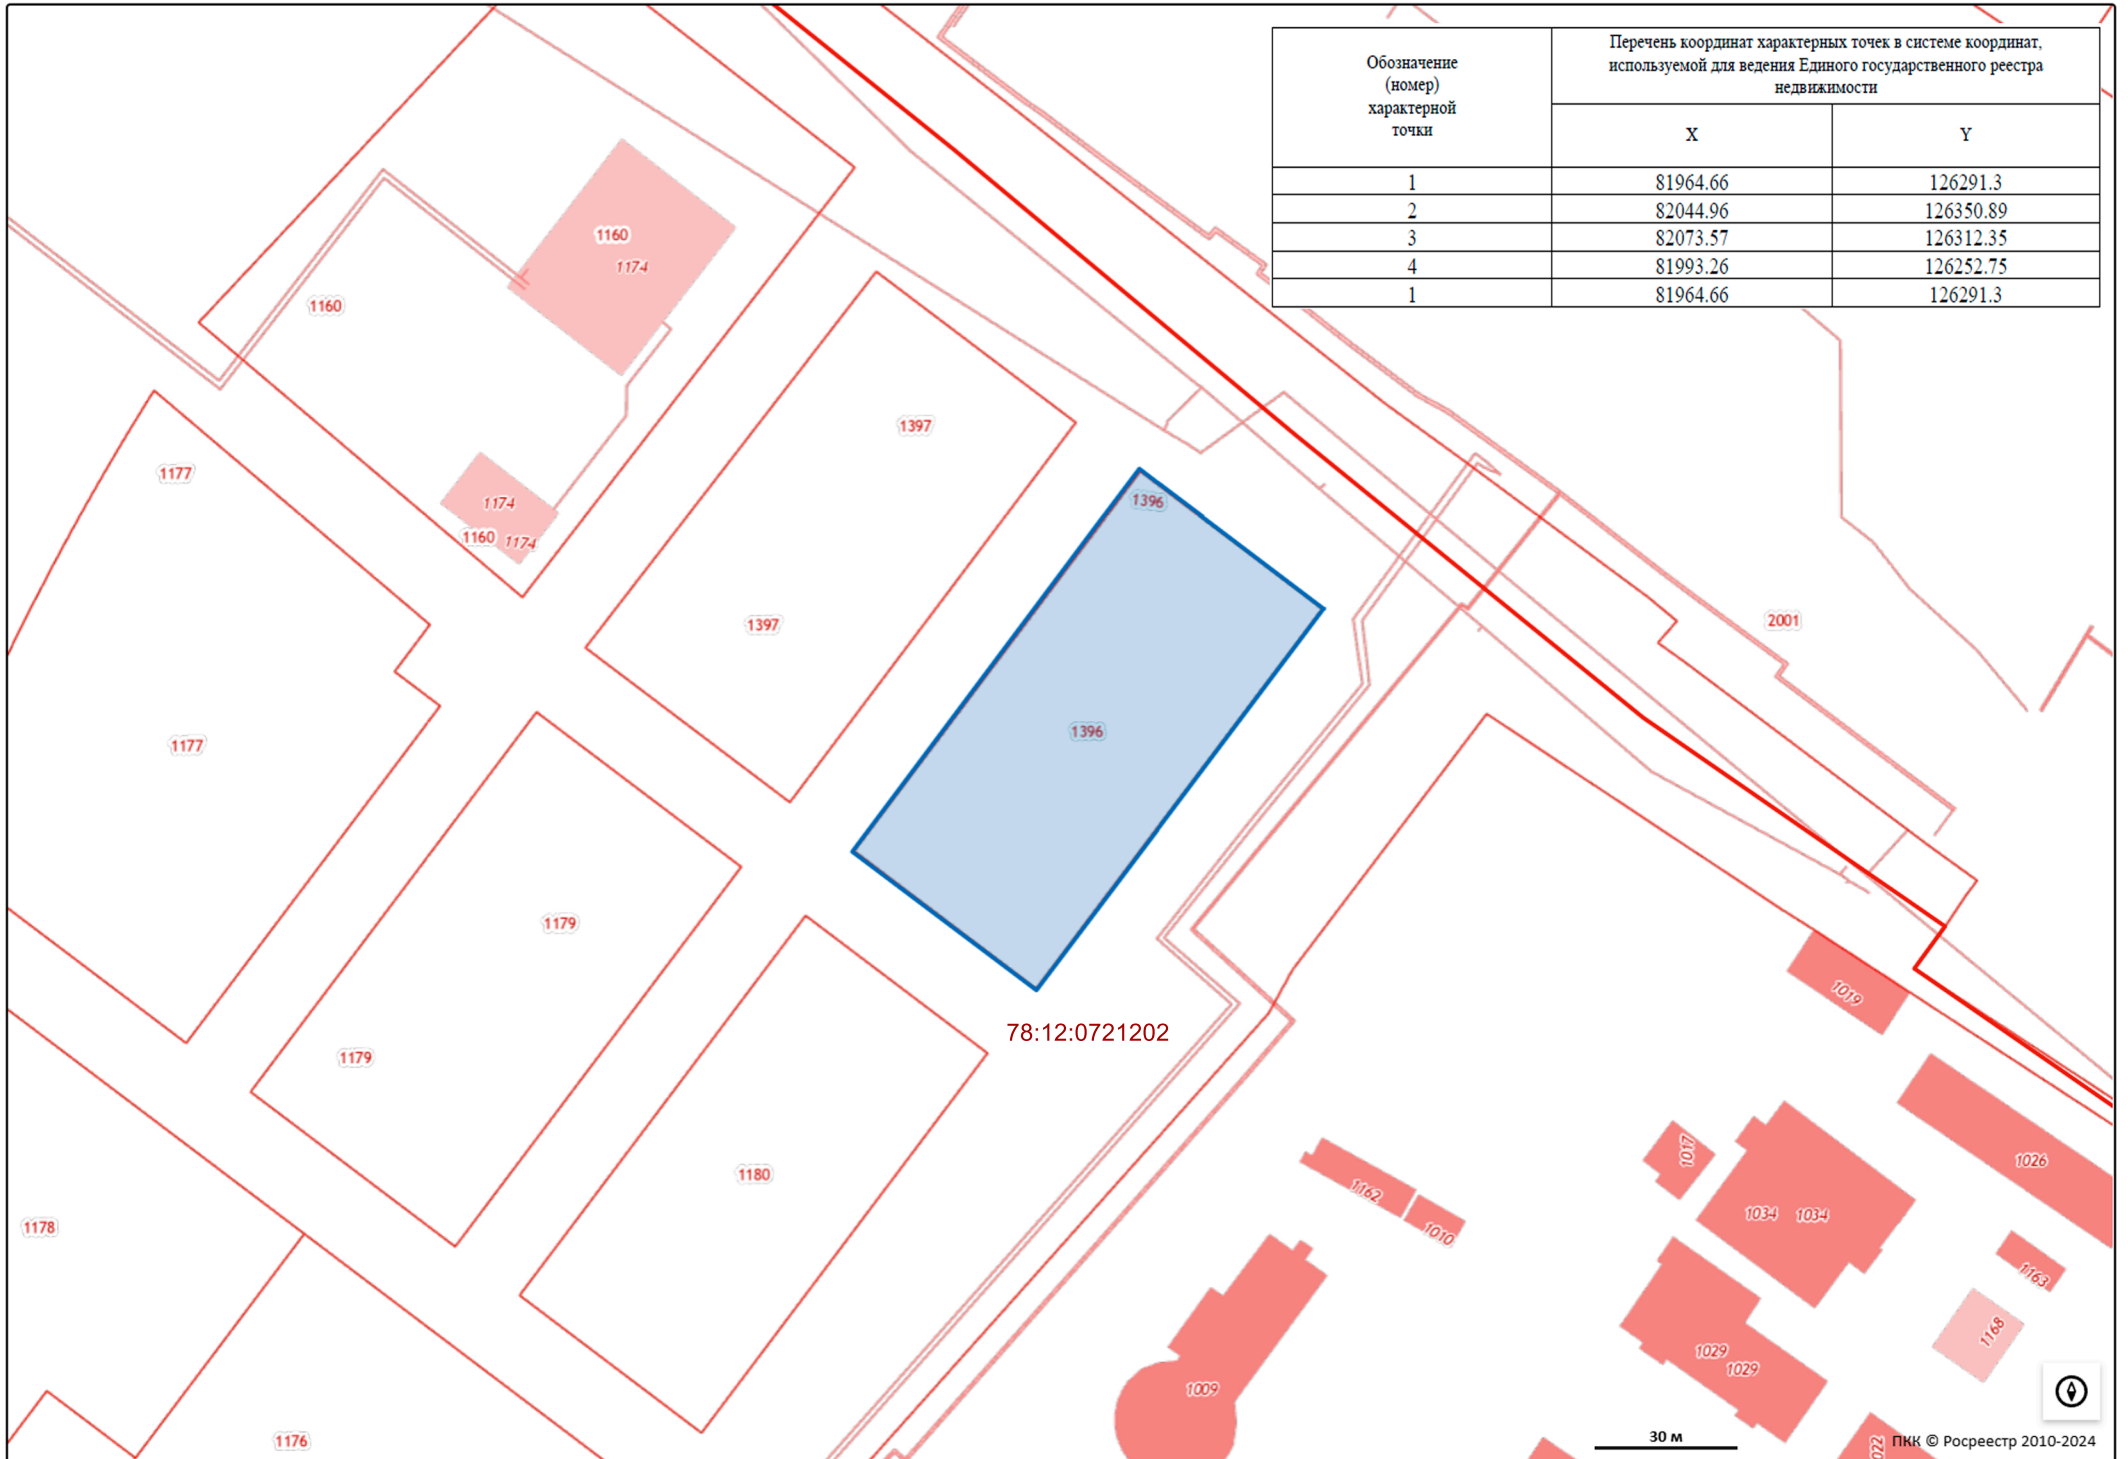 Обозначение
(номер)
характерной
точки
Перечень координат характерных точек в системе координат,
используемой для ведения Единого государственного реестра
недвижимости
X Y
1 81964.66 126291.3
2 82044.96 126350.89
3 82073.57 126312.35
4 81993.26 126252.75
1 81964.66 126291.3
1160
1174
1160
1397
1177
1174
1160 1174
1396
1397
2001
1396
1177
1179
1019
78:12:0721202
1179
1017
1026
1180
1162
1034 1034
1010
1178
1163
1168
1029
1029
1009
1176
30 м
1022
ПКК © Росреестр 2010-2024